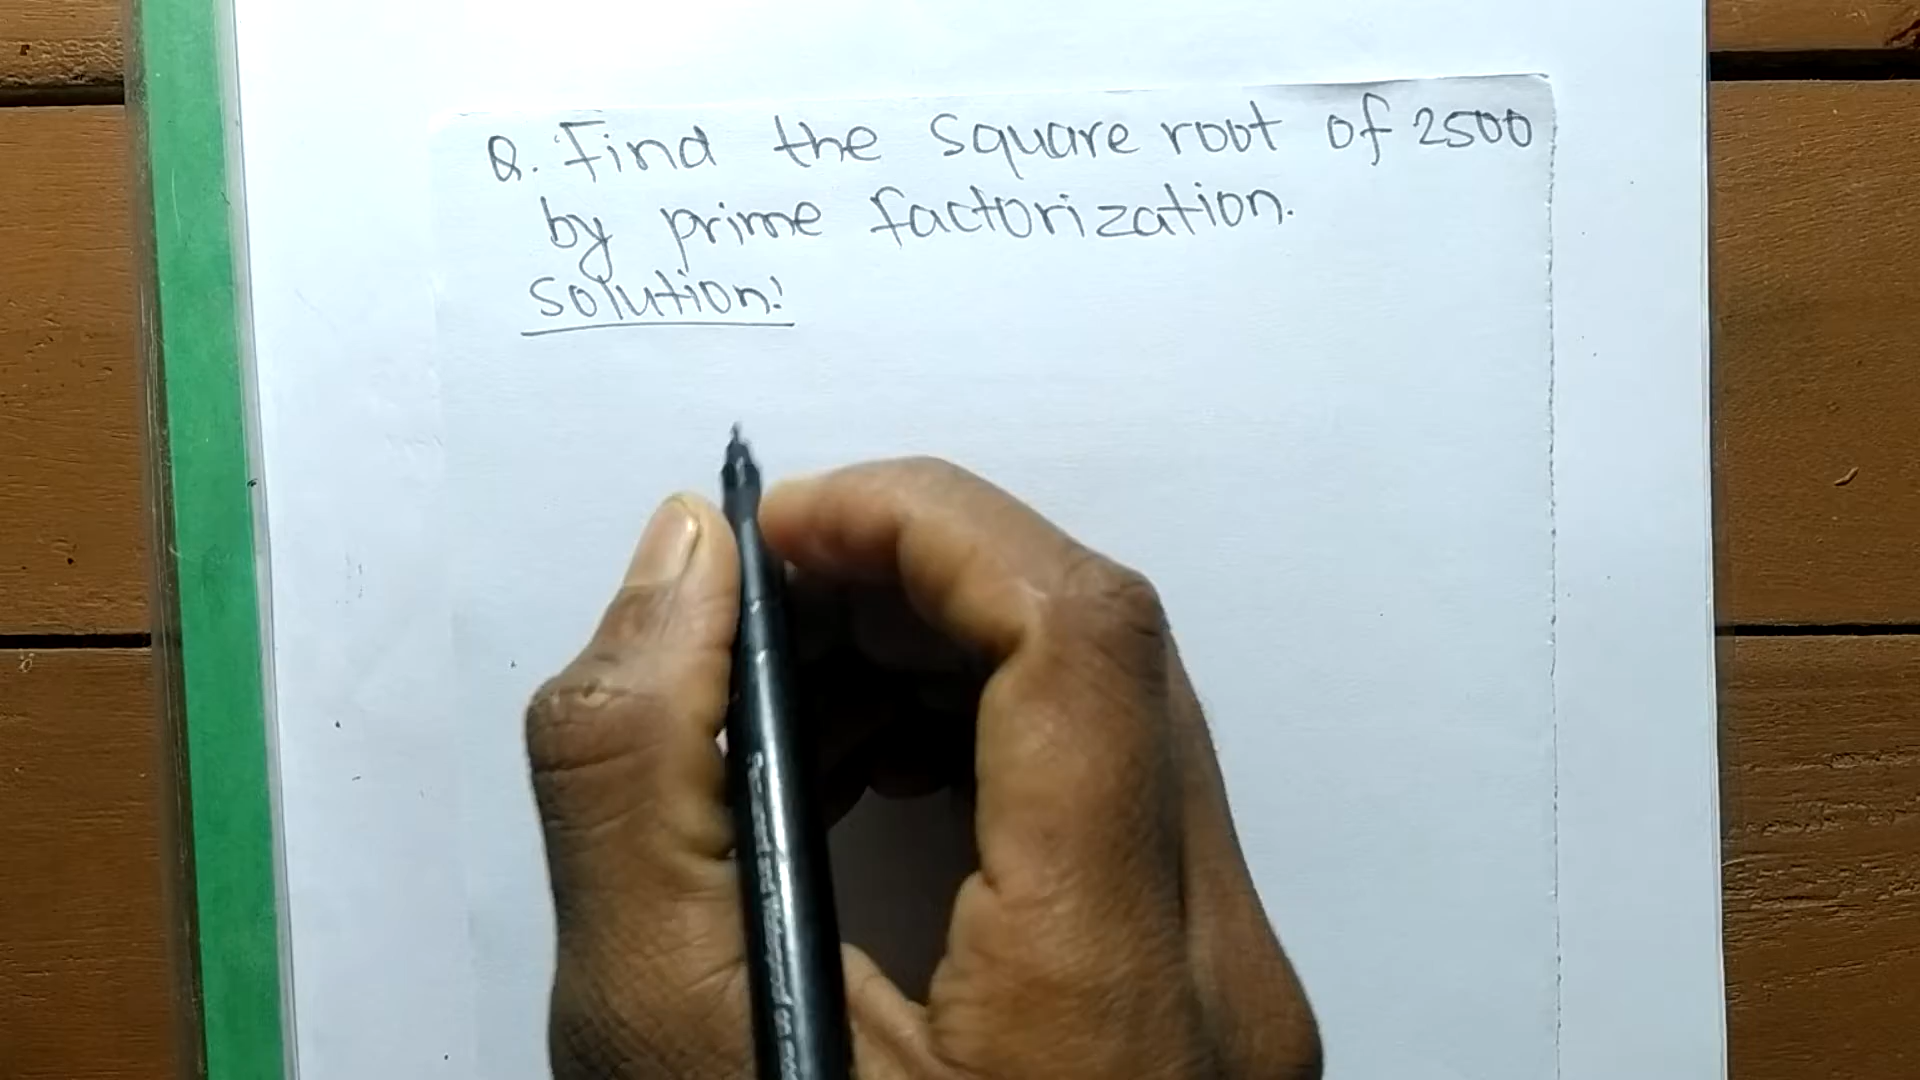 Q. Find the square root of 2500
by prime factorization.
Solution: